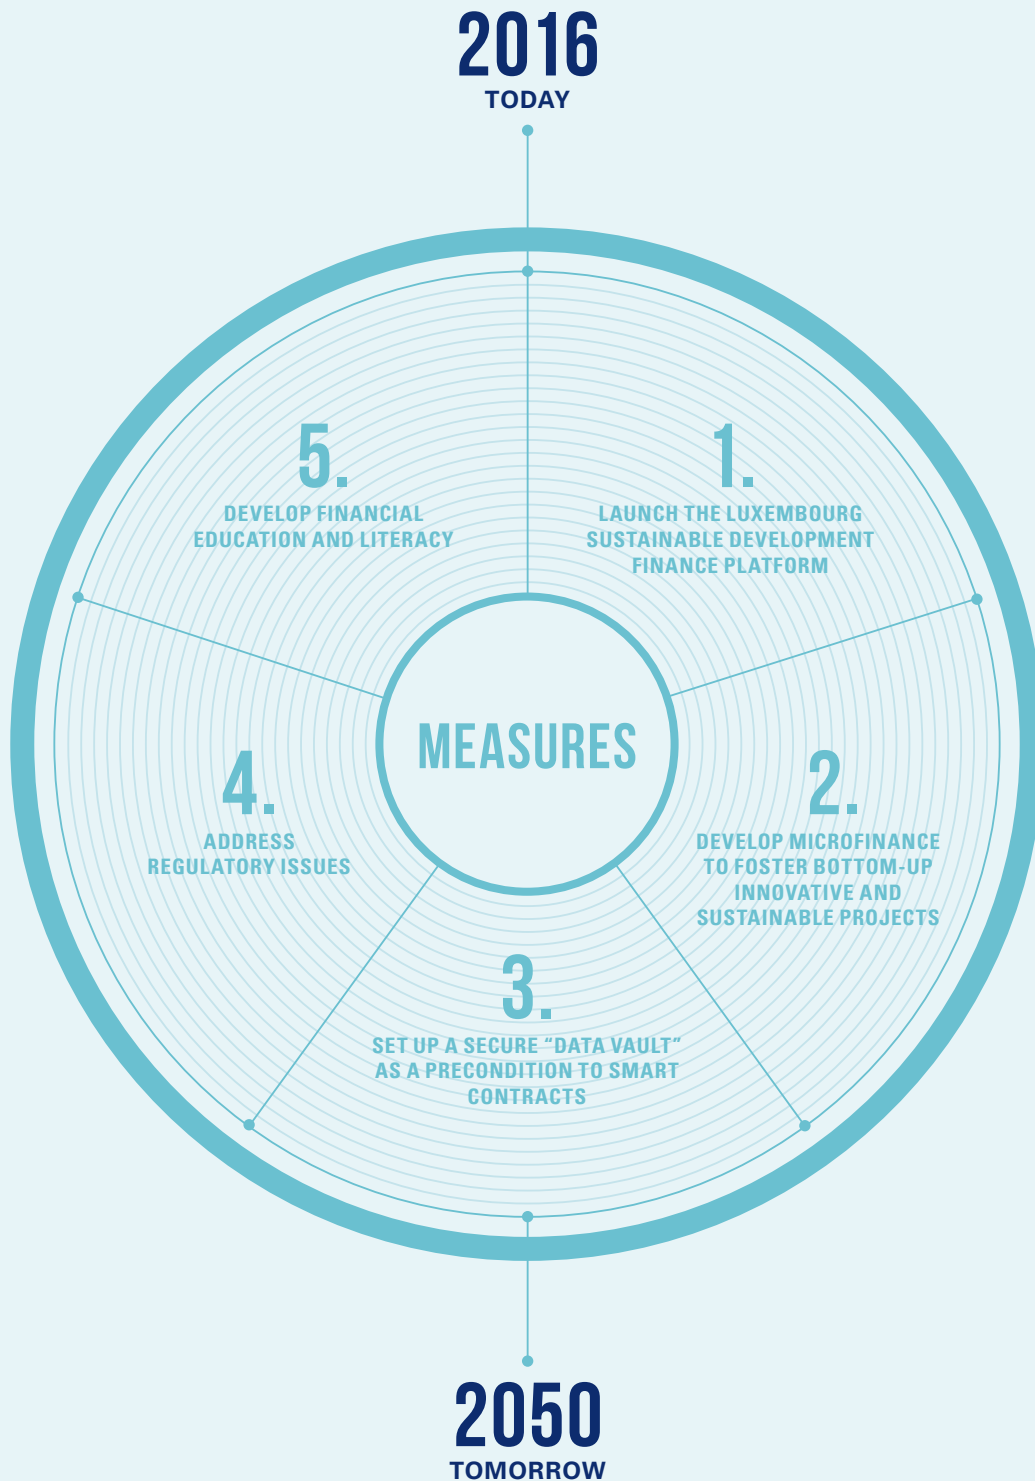 2016
TODAY
1.
LAUNCH THE LUXEMBOURG
SUSTAINABLE DEVELOPMENT
FINANCE PLATFORM
2.
DEVELOP MICROFINANCE
TO FOSTER BOTTOM-UP
INNOVATIVE AND
SUSTAINABLE PROJECTS
3.
SET UP A SECURE “DATA VAULT”
AS A PRECONDITION TO SMART
CONTRACTS
4.
ADDRESS
REGULATORY ISSUES
5.
DEVELOP FINANCIAL
EDUCATION AND LITERACY
MEASURES
2050
TOMORROW